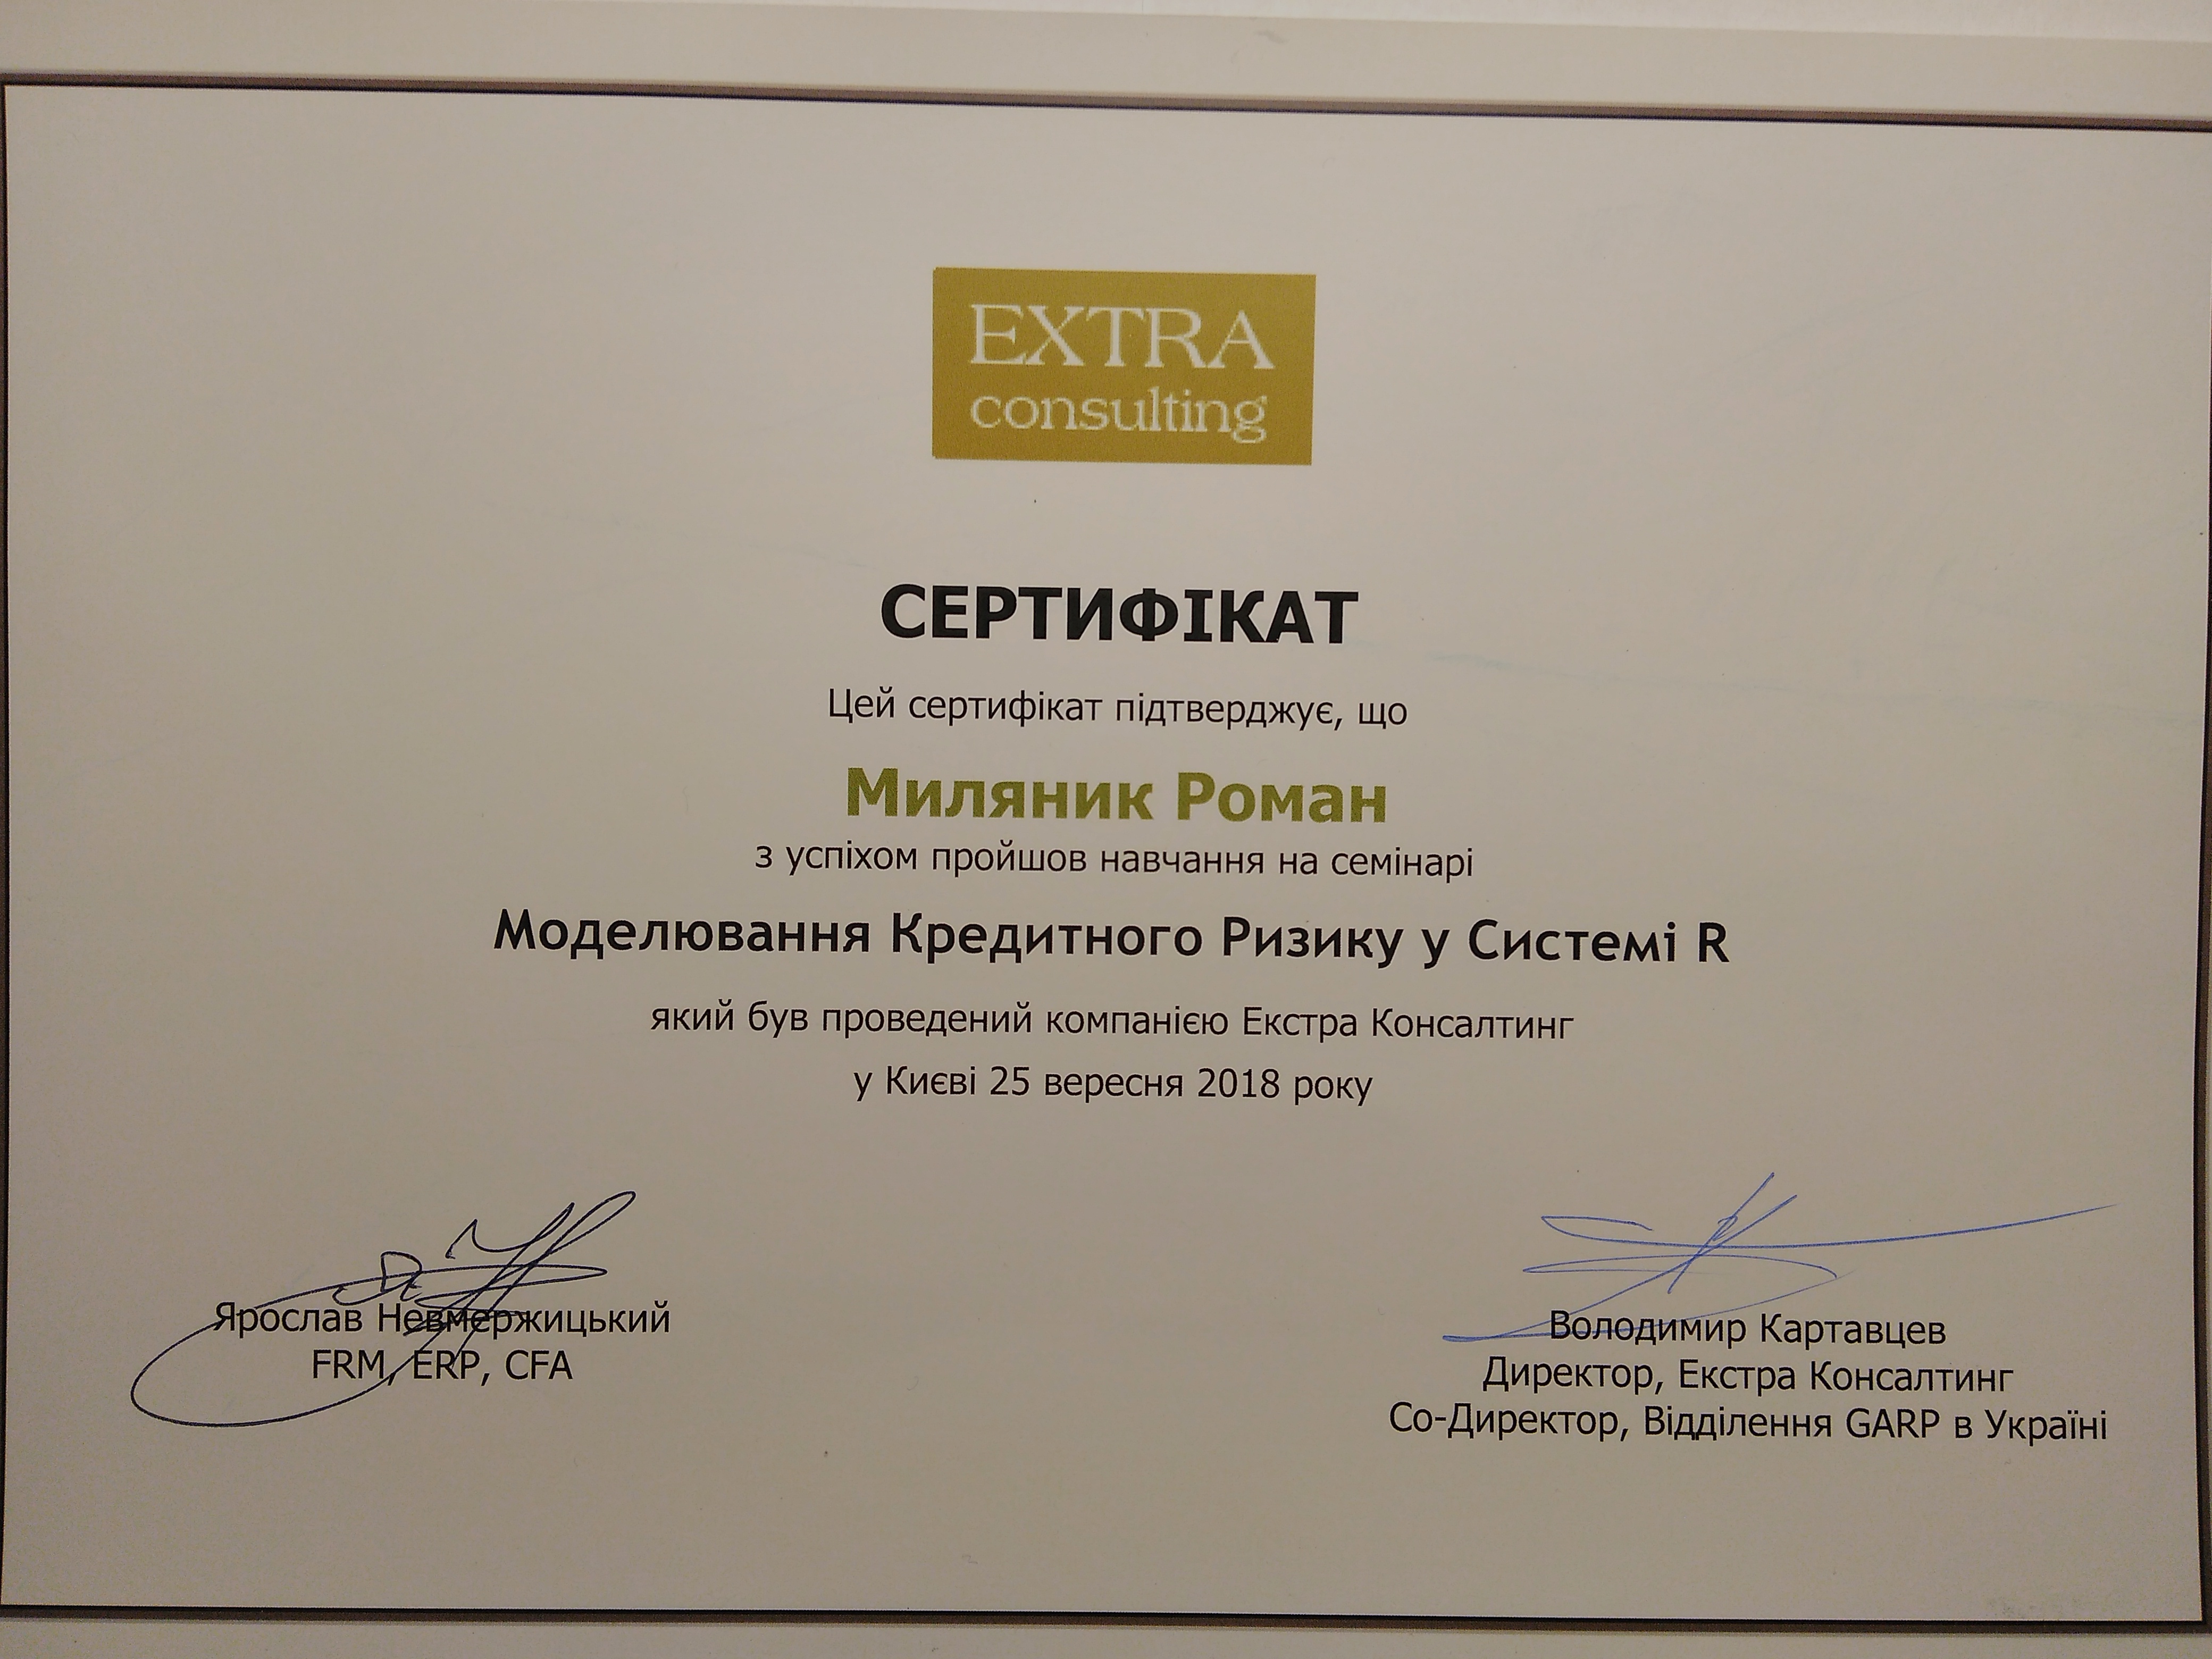 EXTRA
consulting
СЕРТИФІКАТ
Цей сертифікат підтверджує, що
Миляник Роман
з успіхом пройшов навчання на семінарі
Моделювання Кредитного Ризику у Системі R
який був проведений компанією Екстра Консалтинг
у Києві 25 вересня 2018 року
Ярослав Невмержицький
FRM, ERP, CFA
Володимир Картавцев
Директор, Екстра Консалтинг
Со-Директор, Відділення GARP в Україні